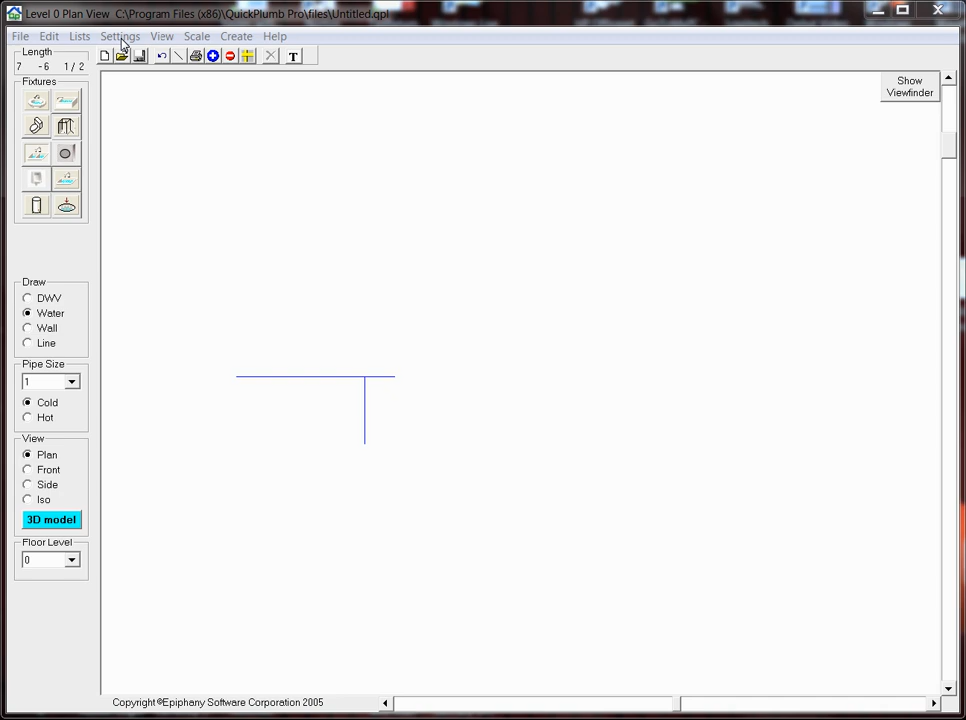 Level 0 Plan View C:\Program Files (x86)\QuickPlumb Pro\files\Untitled.qpl
File Edit Lists Settings View Scale Create Help
Length
7 -6 1/2
T
Show
Viewfinder
Fixtures
Draw
DWV
Water
Wall
Line
Pipe Size
1
Cold
Hot
View
Plan
Front
Side
Iso
3D model
Floor Level
0
Copyright©Epiphany Software Corporation 2005